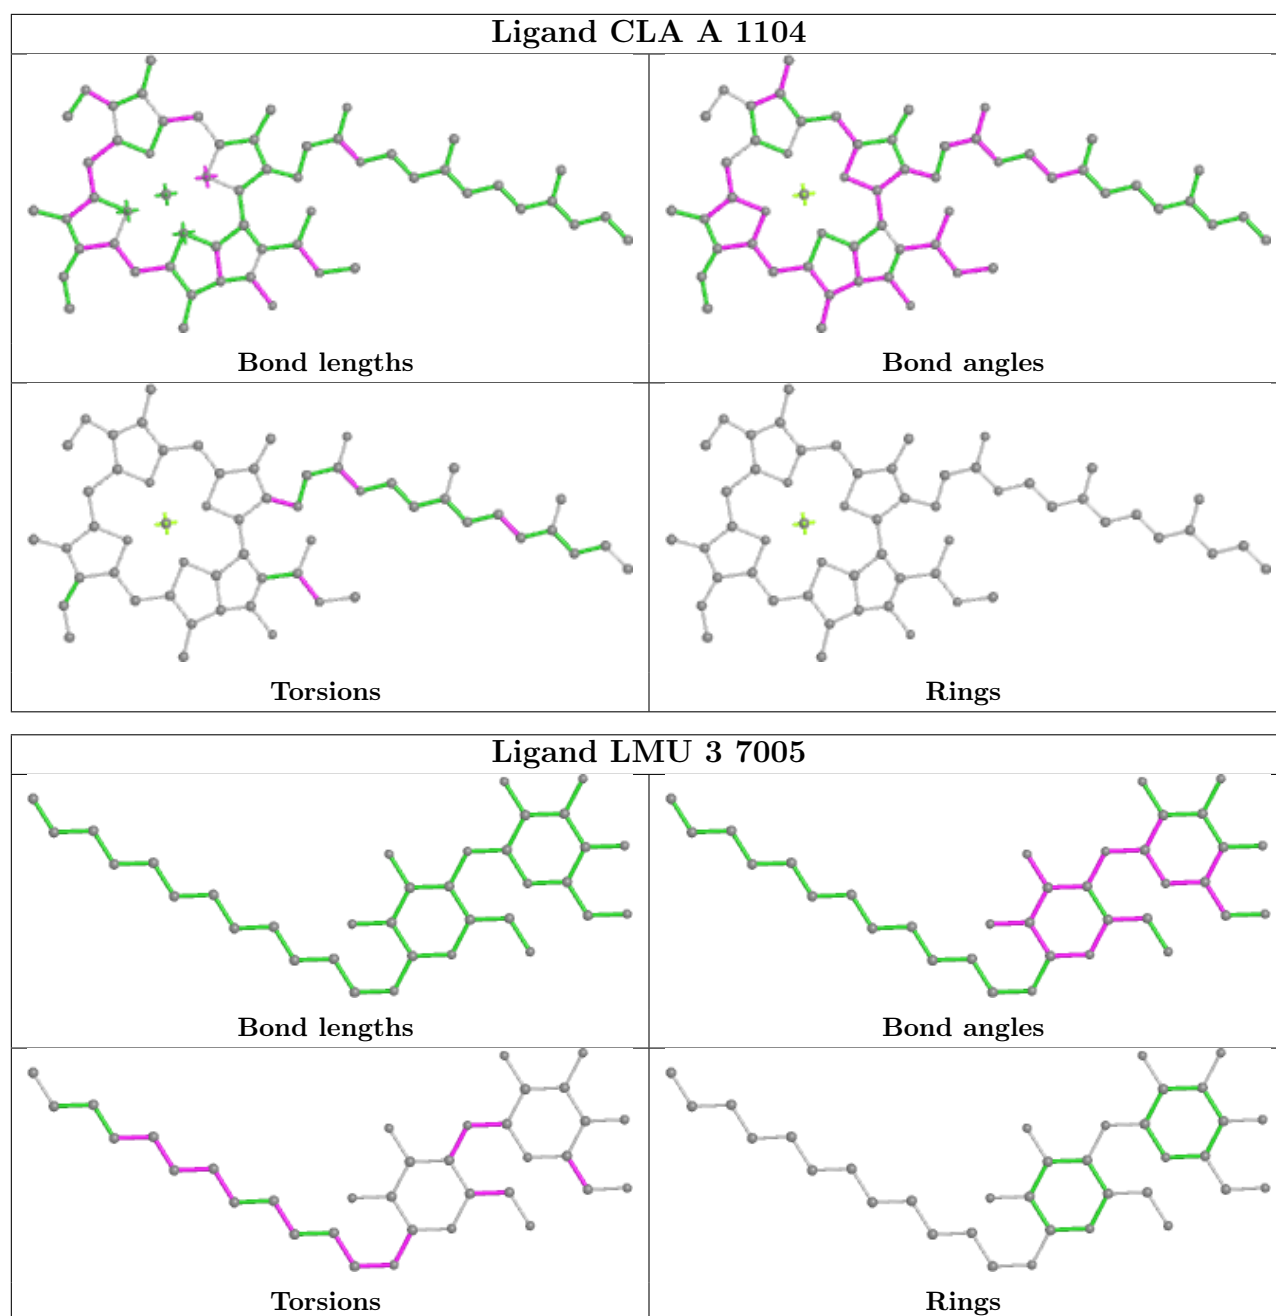 Ligand CLA A 1104
Bond lengths
Bond angles
Torsions
Rings
Ligand LMU 3 7005
Bond lengths
Bond angles
Torsions
Rings